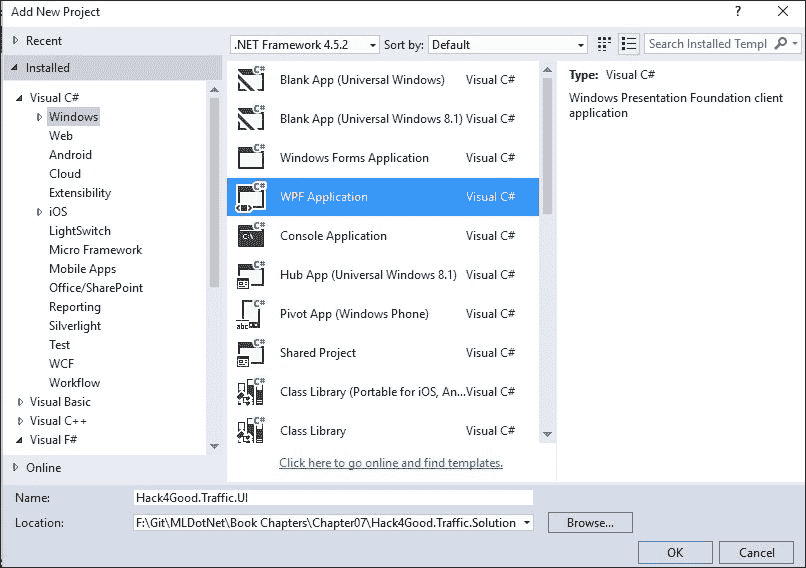 Add New Project
?
Recent
.NET Framework 4.5.2
Sort by:
Default
Search Installed Templ
Installed
Visual C#
Windows
Web
Android
Cloud
Extensibility
iOS
LightSwitch
Micro Framework
Mobile Apps
Office/SharePoint
Reporting
Silverlight
Test
WCF
Workflow
Visual Basic
Visual C++
Visual F#
Online
Blank App (Universal Windows) Visual C#
Blank App (Universal Windows 8.1) Visual C#
Windows Forms Application Visual C#
WPF Application Visual C#
Console Application Visual C#
Hub App (Universal Windows 8.1) Visual C#
Pivot App (Windows Phone) Visual C#
Shared Project Visual C#
Class Library (Portable for iOS, An... Visual C#
Class Library Visual C#
Click here to go online and find templates.
Type: Visual C#
Windows Presentation Foundation client
application
Name: Hack4Good.Traffic.UI
Location: F:\Git\MLDotNet\Book Chapters\Chapter07\Hack4Good.Traffic.Solution
Browse...
OK
Cancel